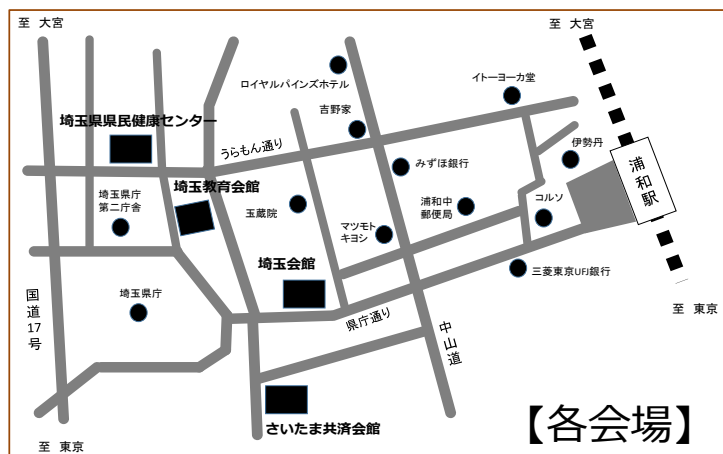 至 大宮
至 大宮
ロイヤルパインズホテル
イトーヨーカ堂
吉野家
埼玉県県民健康センター
うらもん通り
伊勢丹
みずほ銀行
浦和駅
埼玉教育会館
埼玉県庁
第二庁舎
玉蔵院
浦和中
郵便局
コルソ
マツモト
キヨシ
埼玉会館
三菱東京UFJ銀行
国道17号
埼玉県庁
県庁通り
中山道
至 東京
さいたま共済会館
【各会場】
至 東京